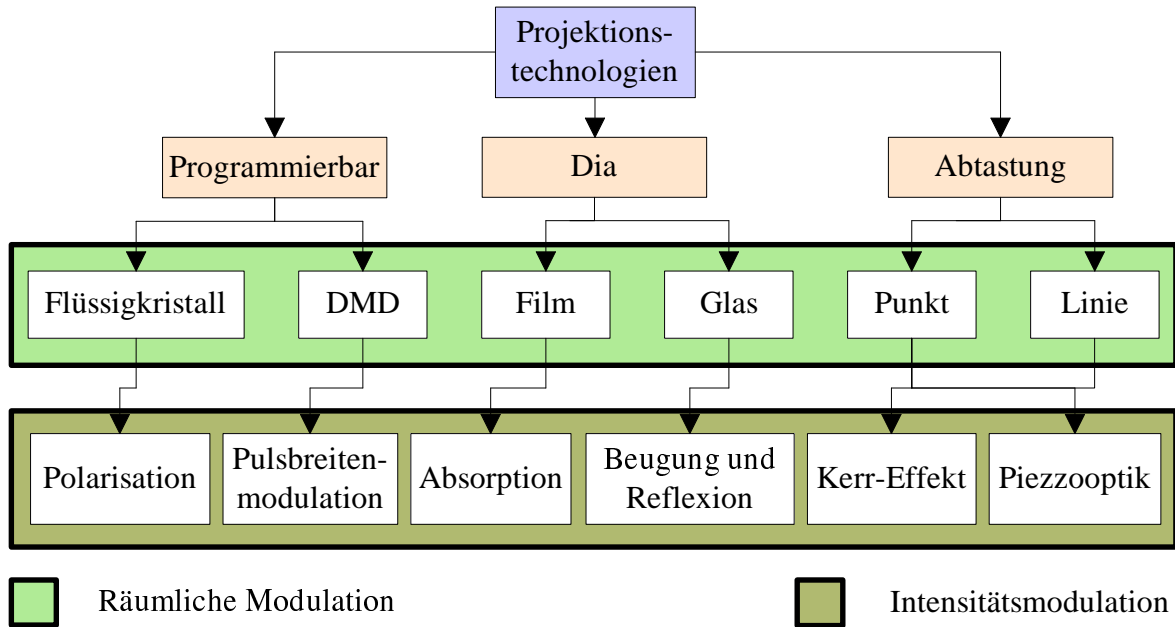 Projektions-
technologien
Programmierbar
Dia
Abtastung
Flüssigkristall
DMD
Film
Glas
Punkt
Linie
Polarisation
Pulsbreiten-
modulation
Absorption
Beugung und
Reflexion
Kerr-Effekt
Piezzooptik
Räumliche Modulation
Intensitätsmodulation